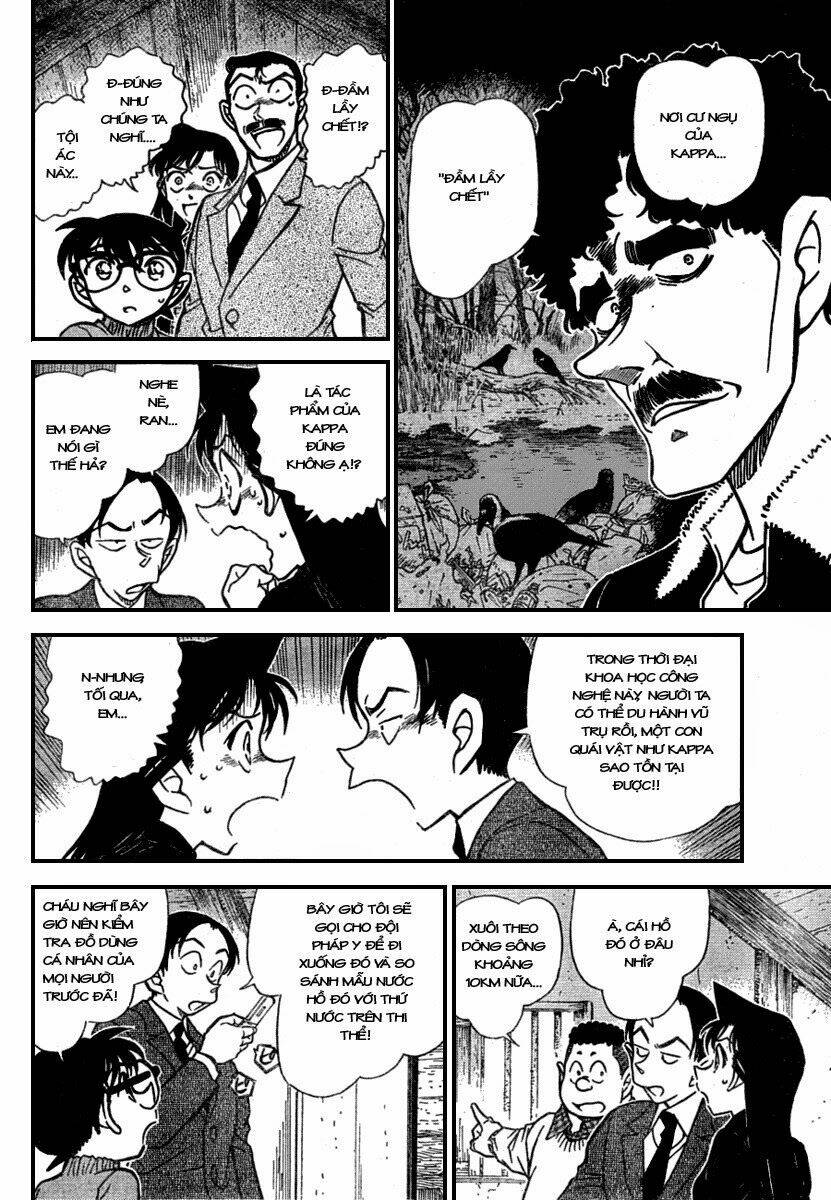 NƠI CƯ NGỤ
CỦA
KAPPA...
"ĐẦM LẦY
CHẾT"
Đ-ĐẦM
LẦY
CHẾT!?
Đ-ĐÚNG
NHƯ
CHÚNG TA
NGHĨ....
TỘI
ÁC
NÀY...
LÀ TÁC
PHẨM CỦA
KAPPA
ĐÚNG
KHÔNG Ạ!?
NGHE
NÈ,
RAN...
EM ĐANG
NÓI GÌ
THẾ HẢ?
TRONG THỜI ĐẠI
KHOA HỌC CÔNG
NGHỆ NÀY. NGƯỜI TA
CÓ THỂ DU HÀNH VŨ
TRỤ RỒI, MỘT CON
QUÁI VẬT NHƯ KAPPA
SAO TỒN TẠI
ĐƯỢC!!
N-NHƯNG,
TỐI QUA,
EM...
À, CÁI HỒ
ĐÓ Ở ĐÂU
NHỈ?
XUÔI THEO
DÒNG SÔNG
KHOẢNG
10KM NỮA...
BÂY GIỜ TÔI SẼ
GỌI CHO ĐỘI
PHÁP Y ĐỂ ĐI
XUỐNG ĐÓ VÀ SO
SÁNH MẪU NƯỚC
HỒ ĐÓ VỚI THỨ
NƯỚC TRÊN THI
THỂ!
CHÁU NGHĨ BÂY
GIỜ NÊN KIỂM
TRA ĐỒ DÙNG
CÁ NHÂN CỦA
MỌI NGƯỜI
TRƯỚC ĐÃ!